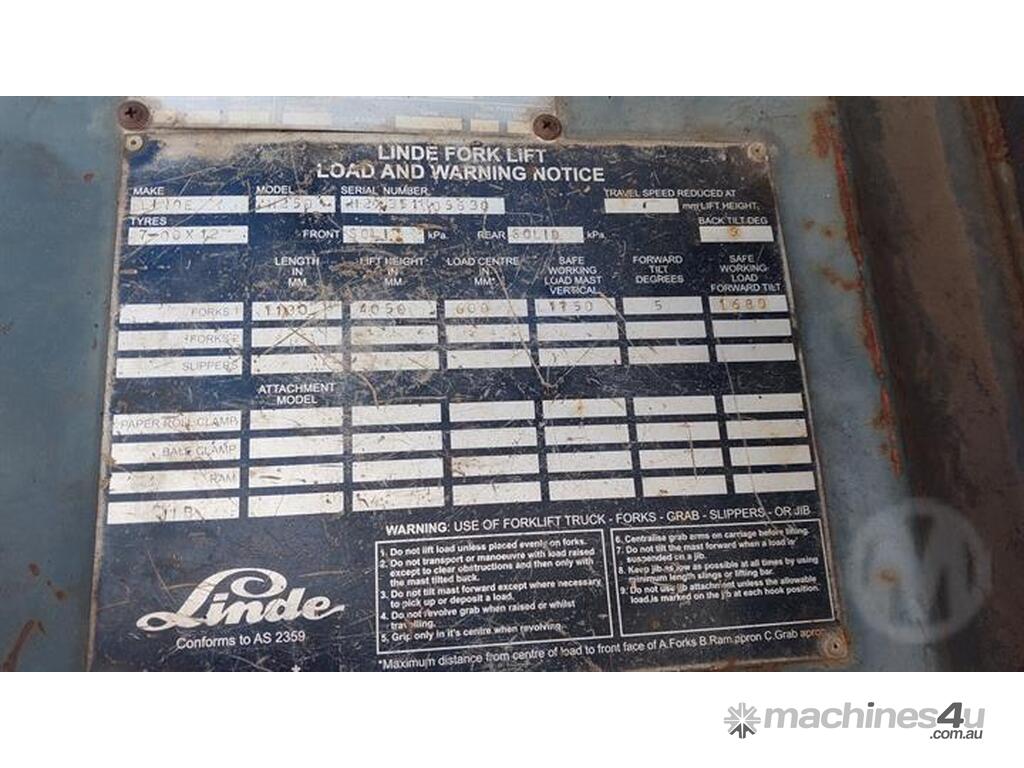 LINDE FORK LIFT
LOAD AND WARNING NOTICE
MAKE MODEL SERIAL NUMBER TRAVEL SPEED REDUCED AT
mm LIFT HEIGHT.
TYRES BACK TILT DEG
7-00X12 FRONT SOLID kPa. REAR SOLID kPa. 9
LENGTH IN MM LIFT HEIGHT IN MM LOAD CENTRE IN MM* SAFE WORKING LOAD MAST VERTICAL FORWARD TILT DEGREES SAFE WORKING LOAD FORWARD TILT
FORKS 1 1100 4050 600 1750 5 1680
FORKS 2
SLIPPERS
ATTACHMENT MODEL
PAPER ROLL CLAMP
BALE CLAMP
RAM
JIB
WARNING: USE OF FORKLIFT TRUCK - FORKS - GRAB - SLIPPERS - OR JIB
1. Do not lift load unless placed evenly on forks.
2. Do not transport or manoeuvre with load raised
except to clear obstructions and then only with
the mast tilted back.
3. Do not tilt mast forward except where necessary
to pick up or deposit a load.
4. Do not revolve grab when raised or whilst
travelling.
5. Grip only in it's centre when revolving.
6. Centralise grab arms on carriage before tilting.
7. Do not tilt the mast forward when a load is
suspended on a jib.
8. Keep jib as low as possible at all times by using
minimum length slings or lifting bar.
9. Do not use jib attachment unless the allowable
load is marked on the jib at each hook position.
Linde
Conforms to AS 2359
*Maximum distance from centre of load to front face of A.Forks B.Ram apron C.Grab apron
machines4u
.com.au